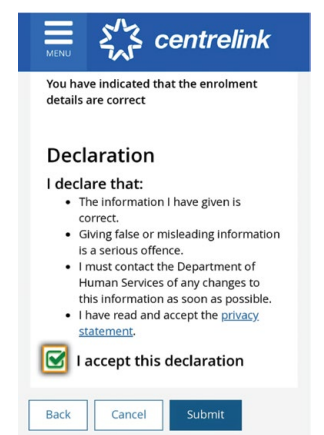 MENU
centrelink
You have indicated that the enrolment
details are correct
Declaration
I declare that:
• The information I have given is
correct.
• Giving false or misleading information
is a serious offence.
• I must contact the Department of
Human Services of any changes to
this information as soon as possible.
• I have read and accept the privacy
statement.
I accept this declaration
Back Cancel Submit